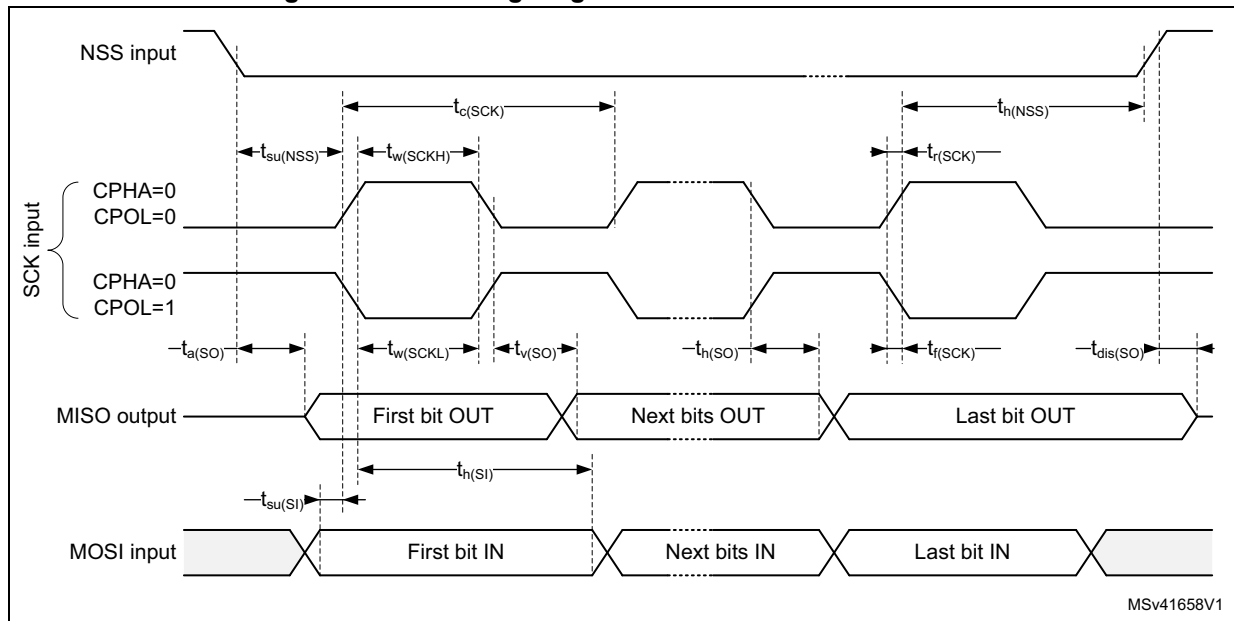 NSS input
tc(SCK)
th(NSS)
tsu(NSS)
tw(SCKH)
tr(SCK)
SCK input
CPHA=0
CPOL=0
CPHA=0
CPOL=1
ta(SO)
tw(SCKL)
tv(SO)
th(SO)
tf(SCK)
tdis(SO)
MISO output
First bit OUT
Next bits OUT
Last bit OUT
th(SI)
tsu(SI)
MOSI input
First bit IN
Next bits IN
Last bit IN
MSv41658V1